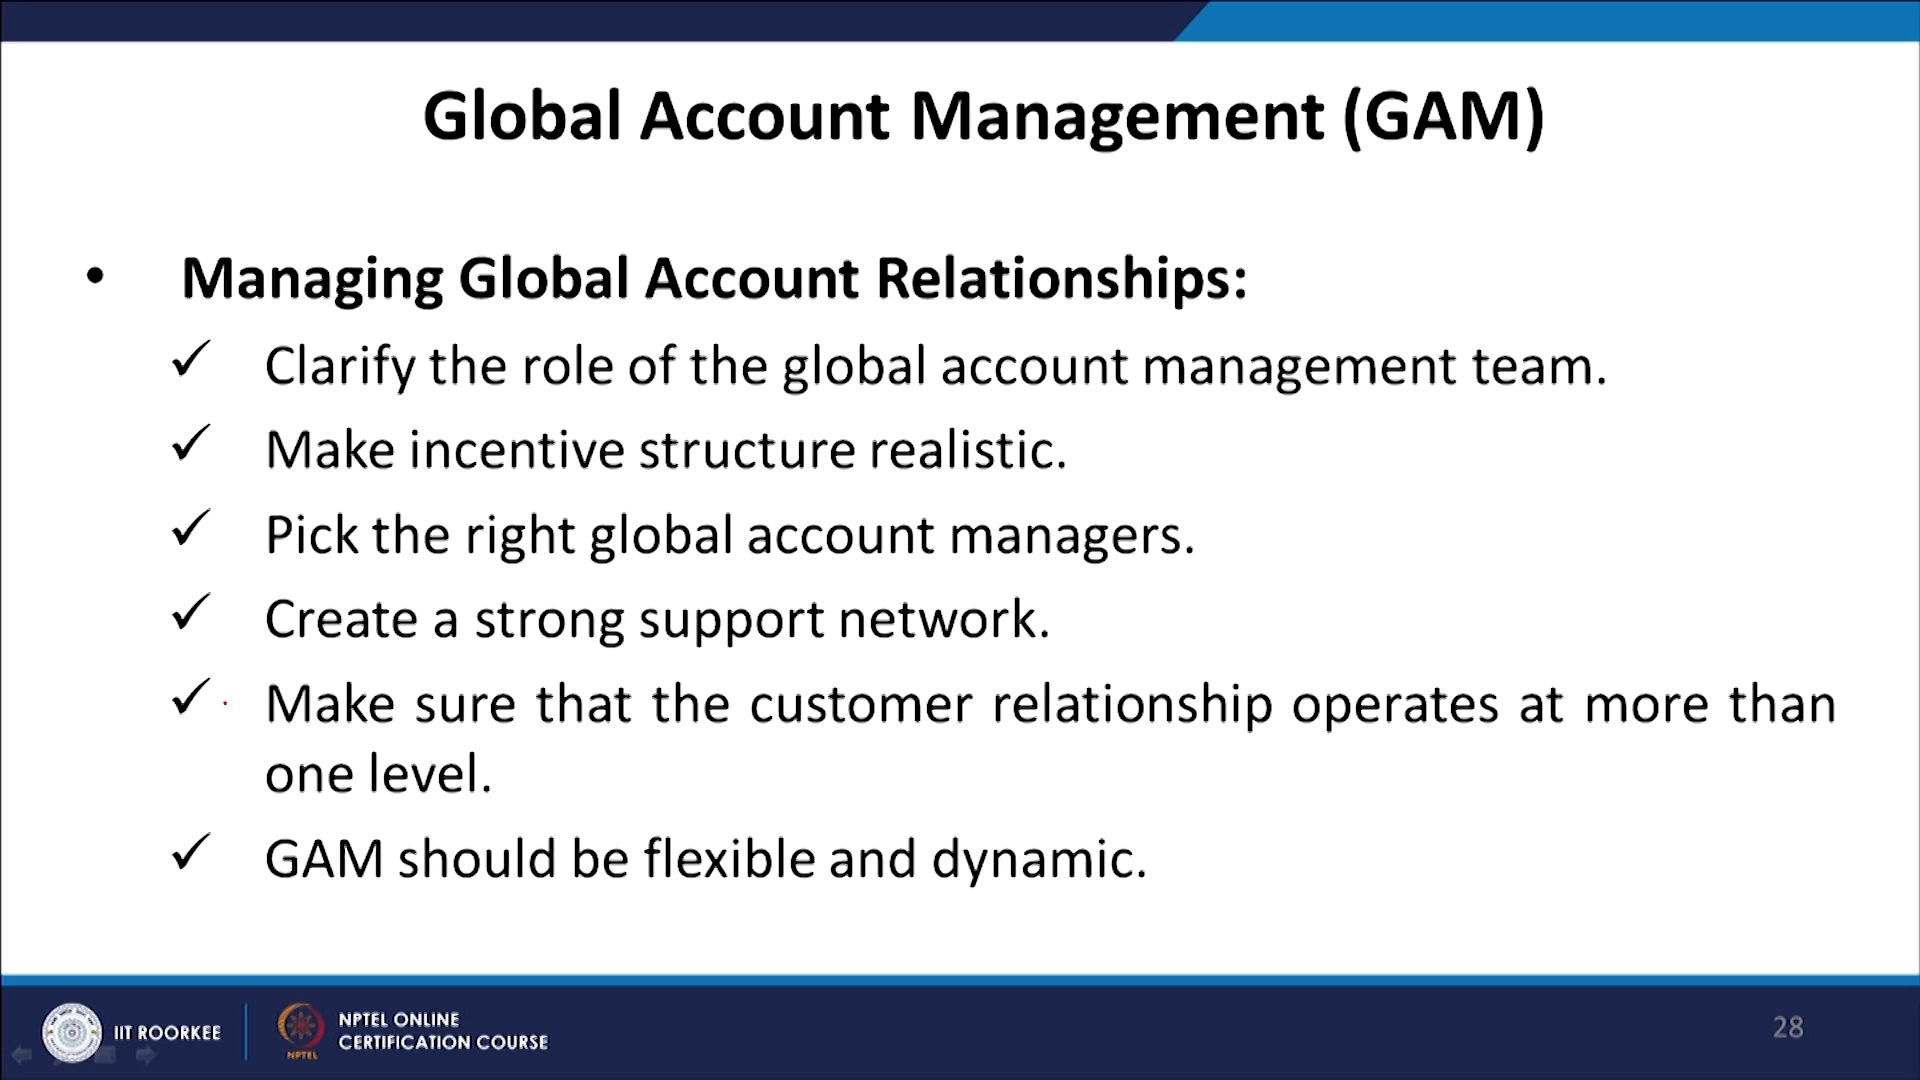 Global Account Management (GAM)
• Managing Global Account Relationships:
✓ Clarify the role of the global account management team.
✓ Make incentive structure realistic.
✓ Pick the right global account managers.
✓ Create a strong support network.
✓ Make sure that the customer relationship operates at more than
one level.
✓ GAM should be flexible and dynamic.
IIT ROORKEE
NPTEL
NPTEL ONLINE
CERTIFICATION COURSE
28